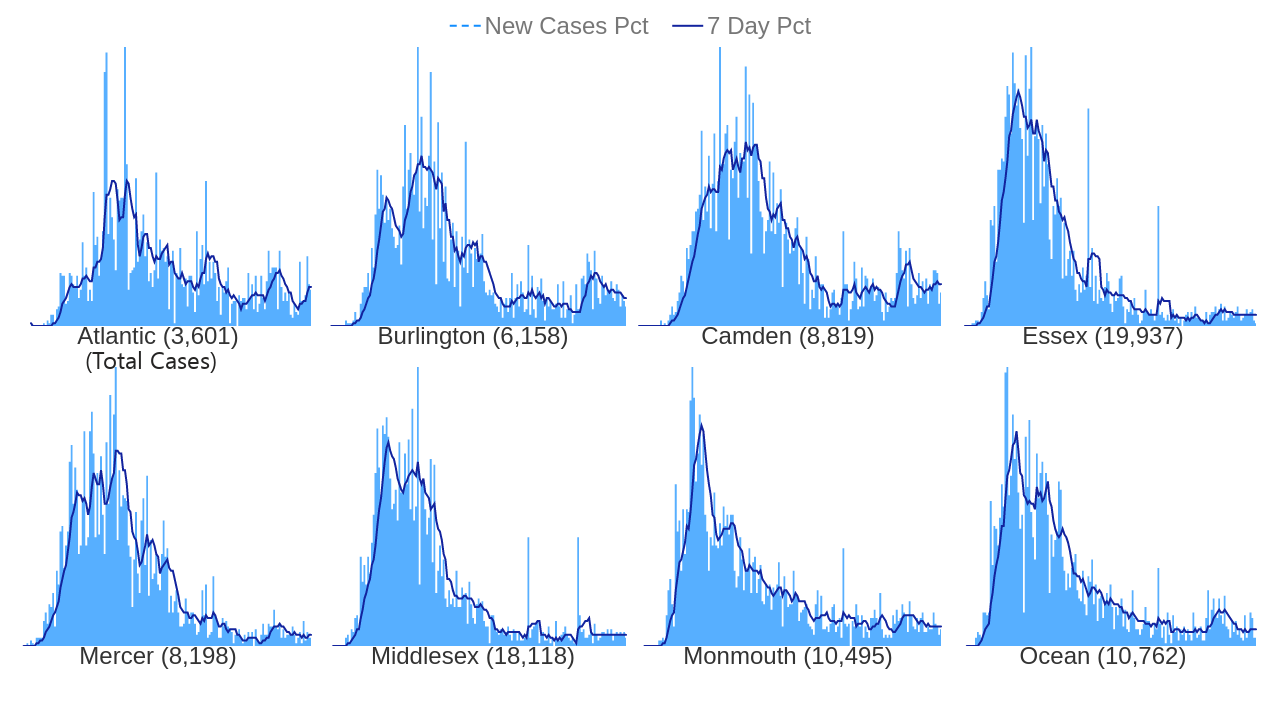 New Cases Pct 7 Day Pct
Atlantic (3,601) Burlington (6,158) Camden (8,819) Essex (19,937)
(Total Cases)
Mercer (8,198) Middlesex (18,118) Monmouth (10,495) Ocean (10,762)